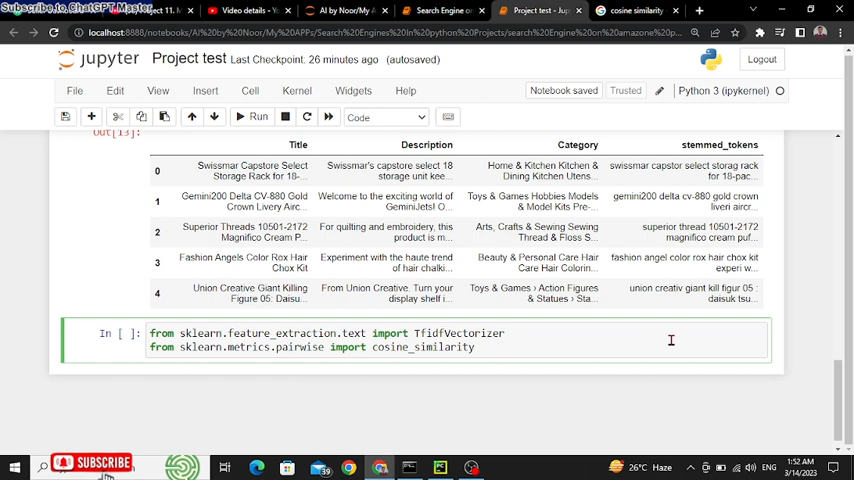 Subscribe to ChatGPT Master
Project 11. M
Video details - Yo
AI by Noor/My A
Search Engine or
Project test - Jup
cosine similarity -
localhost:8888/notebooks/AI%20by%20Noor/My%20APPs/Search%20Engines%20In%20python%20Projects/search%20Engine%20on%20amazone%20p...
jupyter Project test Last Checkpoint: 26 minutes ago (autosaved)
Logout
File Edit View Insert Cell Kernel Widgets Help
Notebook saved Trusted Python 3 (ipykernel)
Run Code
Out[13]:
Title Description Category stemmed_tokens
0 Swissmar Capstore Select Storage Rack for 18-... Swissmar's capstore select 18 storage unit kee... Home & Kitchen Kitchen & Dining Kitchen Utens... swissmar capstor select storag rack for 18-pac...
1 Gemini200 Delta CV-880 Gold Crown Livery Airc... Welcome to the exciting world of GeminiJets! O... Toys & Games Hobbies Models & Model Kits Pre-... gemini200 delta cv-880 gold crown liveri aircr...
2 Superior Threads 10501-2172 Magnifico Cream P... For quilting and embroidery, this product is m... Arts, Crafts & Sewing Sewing Thread & Floss S... superior thread 10501-2172 magnifico cream puf...
3 Fashion Angels Color Rox Hair Chox Kit Experiment with the haute trend of hair chalki... Beauty & Personal Care Hair Care Hair Colorin... fashion angel color rox hair chox kit experi w...
4 Union Creative Giant Killing Figure 05: Daisu... From Union Creative. Turn your display shelf i... Toys & Games › Action Figures & Statues › Sta... union creativ giant kill figur 05 : daisuk tsu...
In [ ]: from sklearn.feature_extraction.text import TfidfVectorizer
from sklearn.metrics.pairwise import cosine_similarity
SUBSCRIBE
39
26°C Haze
ENG
1:52 AM
3/14/2023